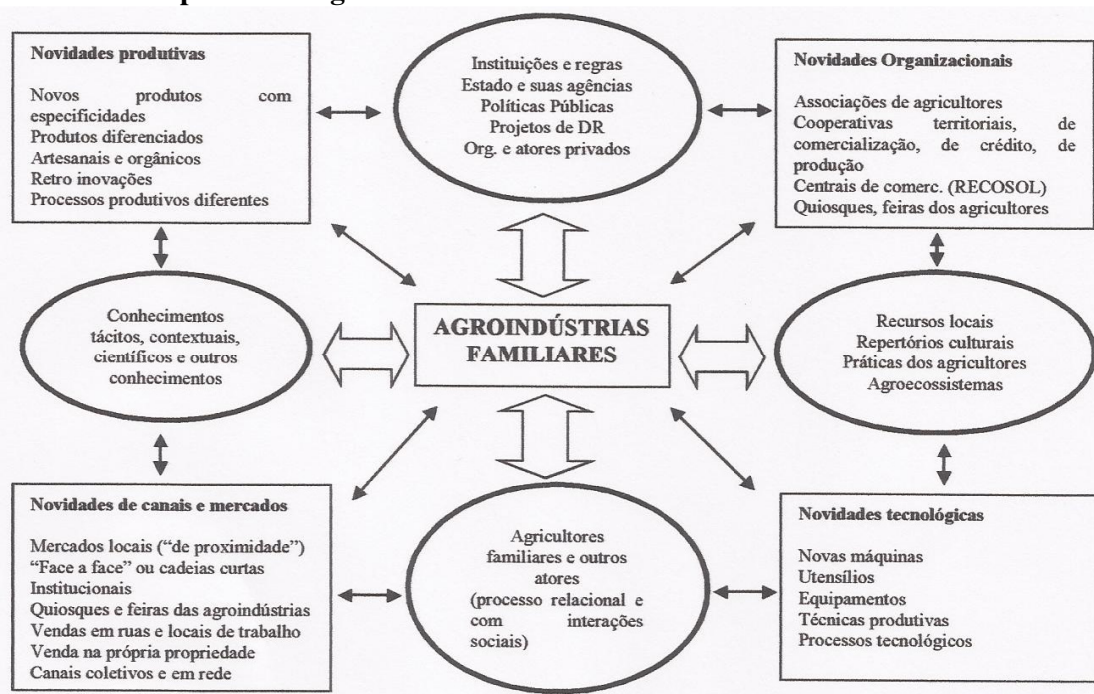 Novidades produtivas
Novos produtos com
especificidades
Produtos diferenciados
Artesanais e orgânicos
Retro inovações
Processos produtivos diferentes
Instituições e regras
Estado e suas agências
Políticas Públicas
Projetos de DR
Org. e atores privados
Novidades Organizacionais
Associações de agricultores
Cooperativas territoriais, de
comercialização, de crédito, de
produção
Centrais de comerc. (RECOSOL)
Quiosques, feiras dos agricultores
Conhecimentos
tácitos, contextuais,
científicos e outros
conhecimentos
AGROINDÚSTRIAS
FAMILIARES
Recursos locais
Repertórios culturais
Práticas dos agricultores
Agroecossistemas
Novidades de canais e mercados
Mercados locais (“de proximidade”)
“Face a face” ou cadeias curtas
Institucionais
Quiosques e feiras das agroindústrias
Vendas em ruas e locais de trabalho
Venda na própria propriedade
Canais coletivos e em rede
Agricultores
familiares e outros
atores
(processo relacional e
com interações
sociais)
Novidades tecnológicas
Novas máquinas
Utensílios
Equipamentos
Técnicas produtivas
Processos tecnológicos